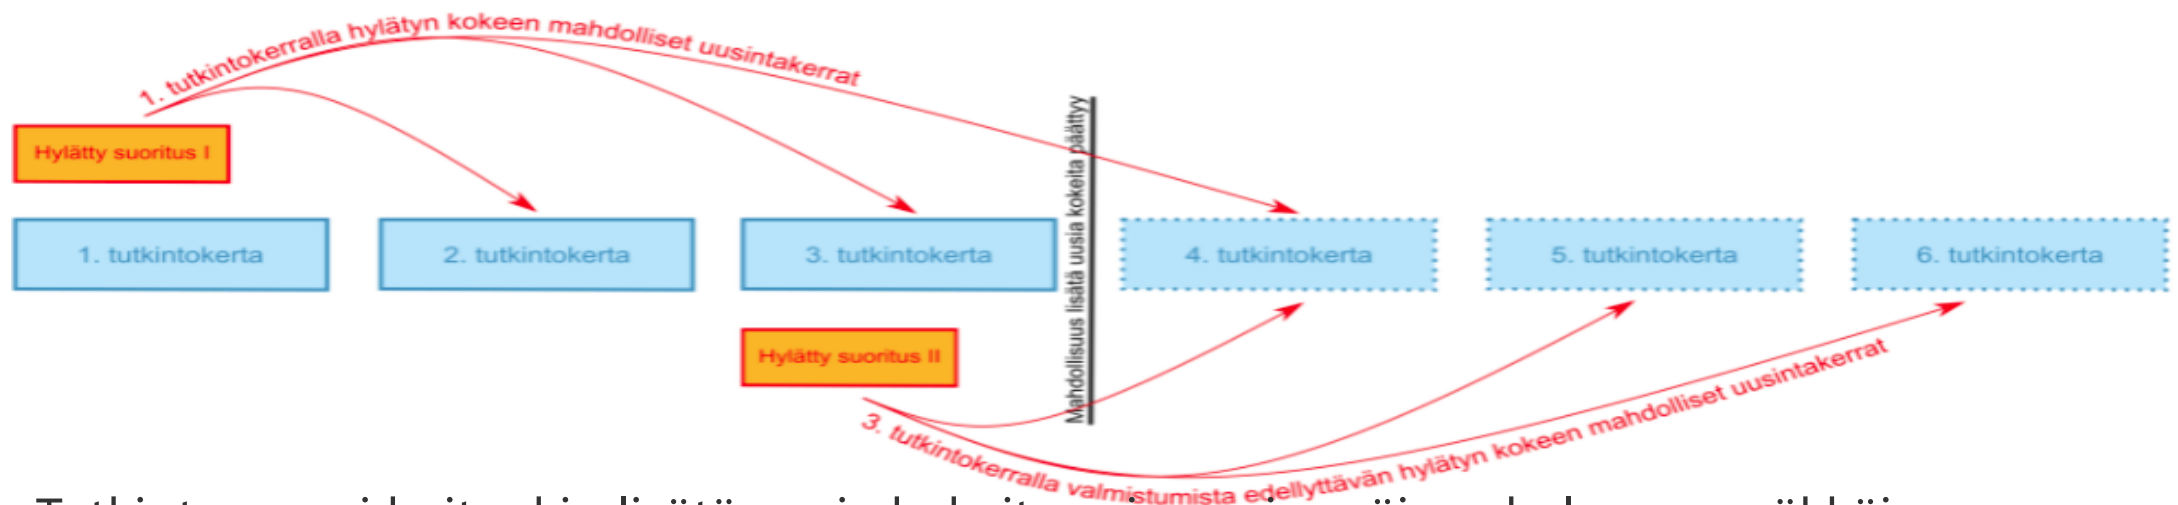 1. tutkintokerralla hylätyn kokeen mahdolliset uusintakerrat
Hylätty suoritus I
1. tutkintokerta
2. tutkintokerta
3. tutkintokerta
Mahdollisuus lisätä uusia kokeita päättyy
4. tutkintokerta
5. tutkintokerta
6. tutkintokerta
Hylätty suoritus II
3. tutkintokerralla valmistumista edellyttävän hylätyn kokeen mahdolliset uusintakerrat